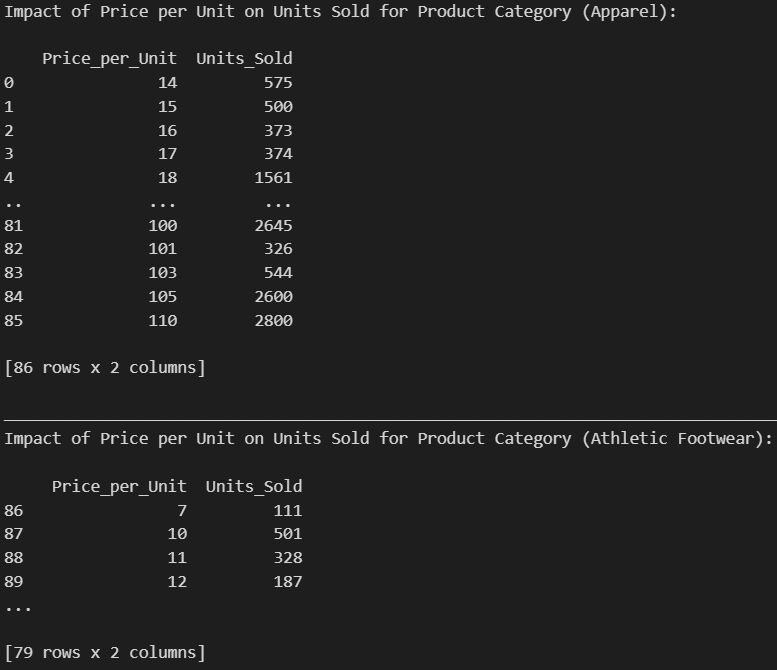 Impact of Price per Unit on Units Sold for Product Category (Apparel):
Price_per_Unit Units_Sold
0 14 575
1 15 500
2 16 373
3 17 374
4 18 1561
.. ... ...
81 100 2645
82 101 326
83 103 544
84 105 2600
85 110 2800
[86 rows x 2 columns]
Impact of Price per Unit on Units Sold for Product Category (Athletic Footwear):
Price_per_Unit Units_Sold
86 7 111
87 10 501
88 11 328
89 12 187
...
[79 rows x 2 columns]